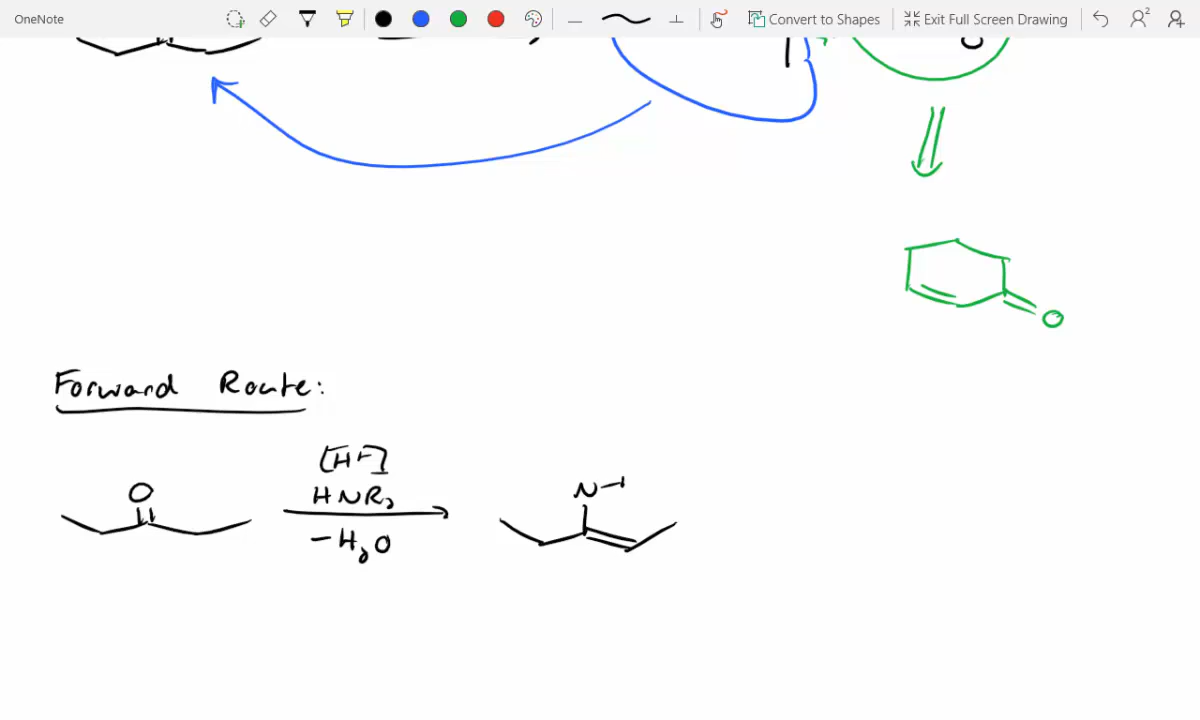 OneNote
Convert to Shapes
Exit Full Screen Drawing
O
Forward Route:
[H+]
O
HNR2
N
-H2O